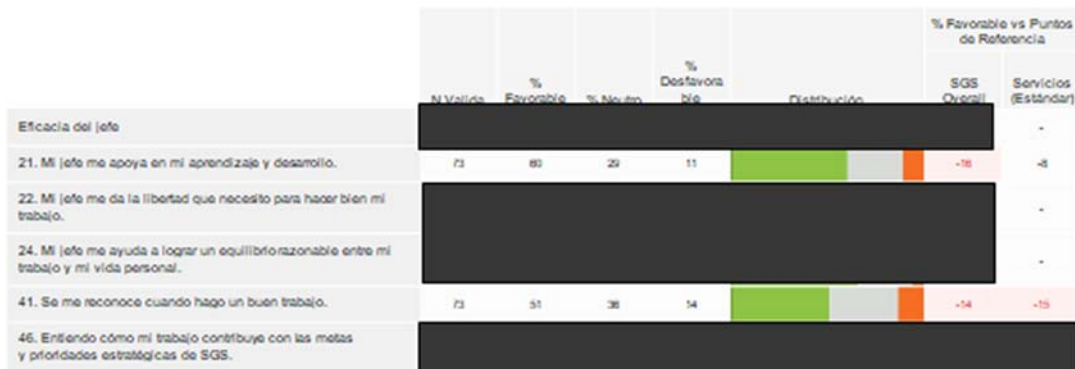 % Favorable vs Puntos
de Referencia
N Valida
%
Favorable
% Neutro
%
Desfavora
ble
Distribución
SGS
Overall
Servicios
(Estándar)
Eficacia del jefe
-
21. Mi jefe me apoya en mi aprendizaje y desarrollo.
73 60 29 11 -16 -8
22. Mi jefe me da la libertad que necesito para hacer bien mi
trabajo.
-
24. Mi jefe me ayuda a lograr un equilibrio razonable entre mi
trabajo y mi vida personal.
-
41. Se me reconoce cuando hago un buen trabajo.
73 51 36 14 -14 -15
46. Entiendo cómo mi trabajo contribuye con las metas
y prioridades estratégicas de SGS.